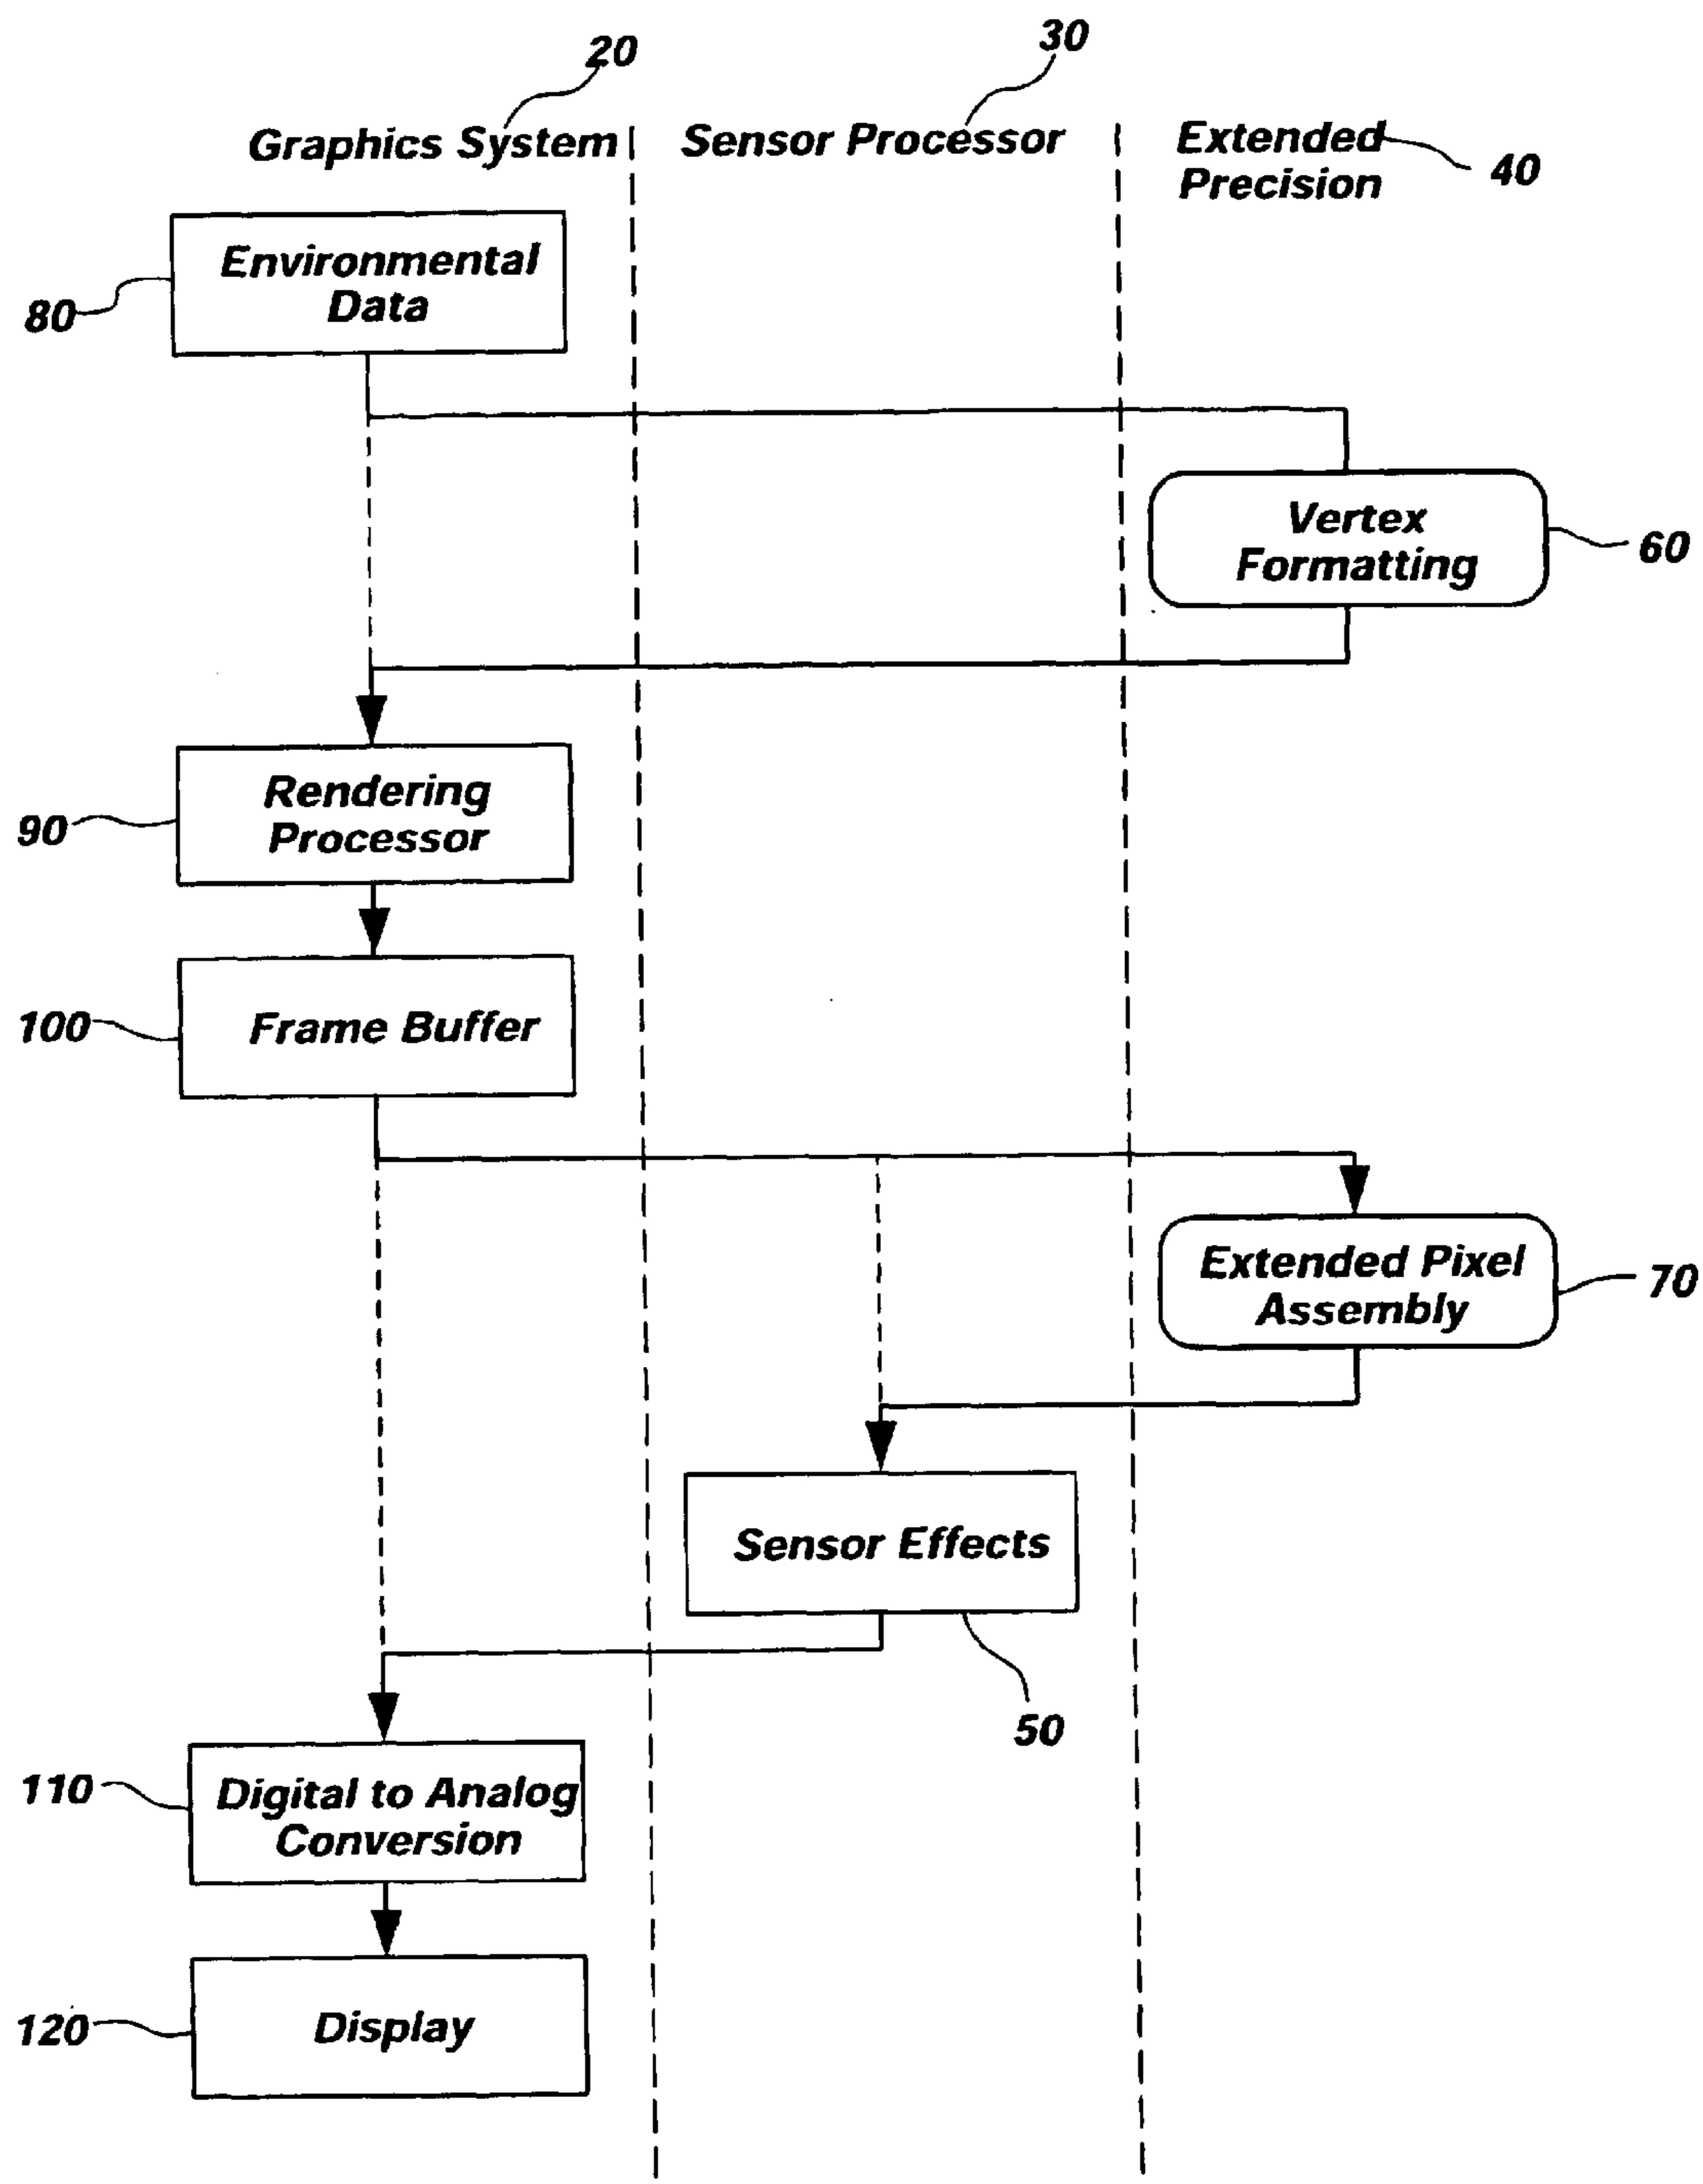 20
30
Graphics System
Sensor Processor
Extended
Precision
40
Environmental
Data
80
Vertex
Formatting
60
Rendering
Processor
90
Frame Buffer
100
Extended Pixel
Assembly
70
Sensor Effects
50
Digital to Analog
Conversion
110
Display
120